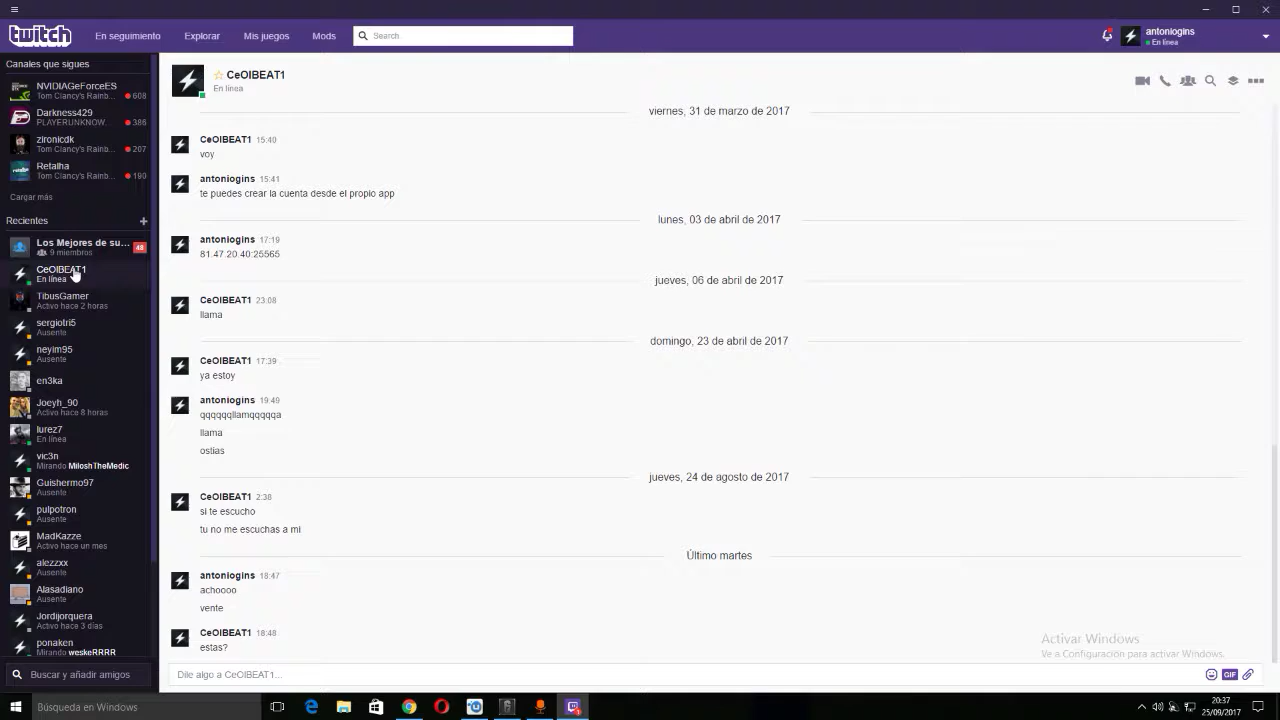 twitch
En seguimiento
Explorar
Mis juegos
Mods
Search
antoniogins
En línea
Canales que sigues
NVIDIAGeForceES
Tom Clancy's Rainb...
608
Darkness429
PLAYERUNKNOW...
386
zironicdk
Tom Clancy's Rainb...
207
Retalha
Tom Clancy's Rainb...
190
Cargar más
Recientes
+
Los Mejores de su...
9 miembros
48
CeOlBEAT1
En línea
TibusGamer
Activo hace 2 horas
sergiotri5
Ausente
neyim95
Ausente
en3ka
Joeyh_90
Activo hace 8 horas
lurez7
En línea
vic3n
Mirando MiloshTheMedic
Guishermo97
Ausente
pulpotron
Ausente
MadKazze
Activo hace un mes
alezzxx
Ausente
Alasadiano
Ausente
Jordijorquera
Activo hace 3 días
ponaken
Mirando weskeRRRR
Buscar y añadir amigos
CeOlBEAT1
En línea
viernes, 31 de marzo de 2017
CeOlBEAT1 15:40
voy
antoniogins 15:41
te puedes crear la cuenta desde el propio app
lunes, 03 de abril de 2017
antoniogins 17:19
81.47 20.40:25565
jueves, 06 de abril de 2017
CeOlBEAT1 23:08
llama
domingo, 23 de abril de 2017
CeOlBEAT1 17:39
ya estoy
antoniogins 19:49
qqqqqqllamqqqqqa
llama
ostias
jueves, 24 de agosto de 2017
CeOlBEAT1 2:38
si te escucho
tu no me escuchas a mi
Último martes
antoniogins 18:47
achoooo
vente
CeOlBEAT1 18:48
estas?
Activar Windows
Ve a Configuración para activar Windows.
Dile algo a CeOlBEAT1...
GIF
Búsqueda en Windows
20:37
25/09/2017